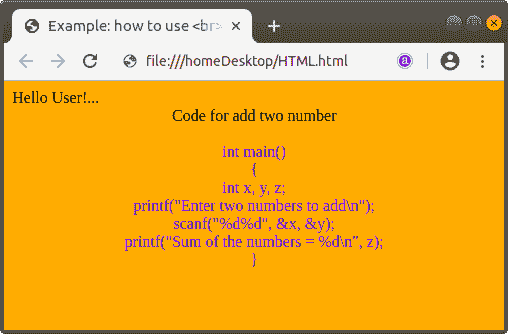 Example: how to use <br>
file:///homeDesktop/HTML.html
Hello User!...
Code for add two number
int main()
{
int x, y, z;
printf("Enter two numbers to add\n");
scanf("%d%d", &x, &y);
printf("Sum of the numbers = %d\n", z);
}